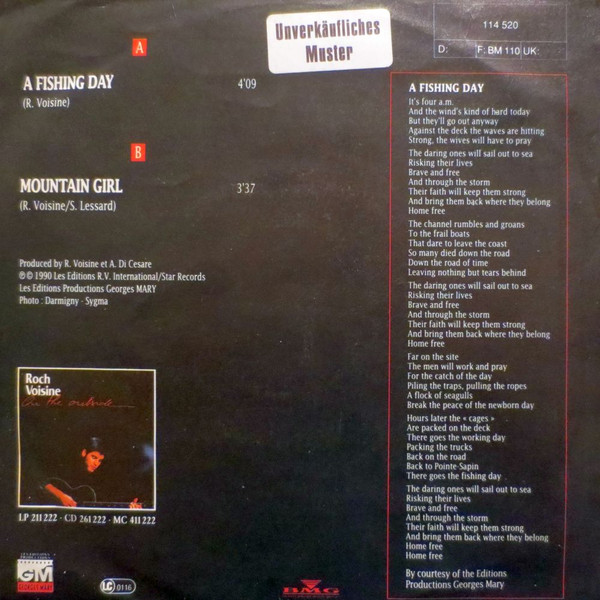 Unverkäufliches
Muster
114 520
D: F: BM 110 UK:
A
A FISHING DAY 4'09
(R. Voisine)
B
MOUNTAIN GIRL 3'37
(R. Voisine/S. Lessard)
Produced by R. Voisine et A. Di Cesare
℗ © 1990 Les Editions R.V. International/Star Records
Les Editions Productions Georges MARY
Photo : Darmigny - Sygma
Roch
Voisine
On the outside
LP 211 222 - CD 261 222 - MC 411 222
GM
GEORGES MARY
LC 0116
BMG
A FISHING DAY
It's four a.m.
And the wind's kind of hard today
But they'll go out anyway
Against the deck the waves are hitting
Strong, the wives will have to pray
The daring ones will sail out to sea
Risking their lives
Brave and free
And through the storm
Their faith will keep them strong
And bring them back where they belong
Home free
The channel rumbles and groans
To the frail boats
That dare to leave the coast
So many died down the road
Down the road of time
Leaving nothing but tears behind
The daring ones will sail out to sea
Risking their lives
Brave and free
And through the storm
Their faith will keep them strong
And bring them back where they belong
Home free
Far on the site
The men will work and pray
For the catch of the day
Piling the traps, pulling the ropes
A flock of seagulls
Break the peace of the newborn day
Hours later the « cages »
Are packed on the deck
There goes the working day
Packing the trucks
Back on the road
Back to Pointe-Sapin
There goes the fishing day
The daring ones will sail out to sea
Risking their lives
Brave and free
And through the storm
Their faith will keep them strong
And bring them back where they belong
Home free
Home free
By courtesy of the Editions
Productions Georges Mary